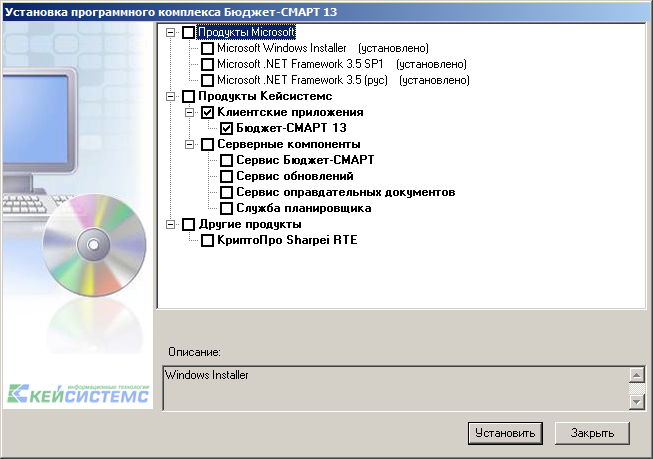 Установка программного комплекса Бюджет-СМАРт 13
Продукты Microsoft
Microsoft Windows Installer (установлено)
Microsoft .NET Framework 3.5 SP1 (установлено)
Microsoft .NET Framework 3.5 (рус) (установлено)
Продукты Кейсистемс
Клиентские приложения
Бюджет-СМАРТ 13
Серверные компоненты
Сервис Бюджет-СМАРТ
Сервис обновлений
Сервис оправдательных документов
Служба планировщика
Другие продукты
КриптоПро Sharpei RTE
Описание:
Windows Installer
информационные технологии
КЕЙСИСТЕМС
Установить
Закрыть